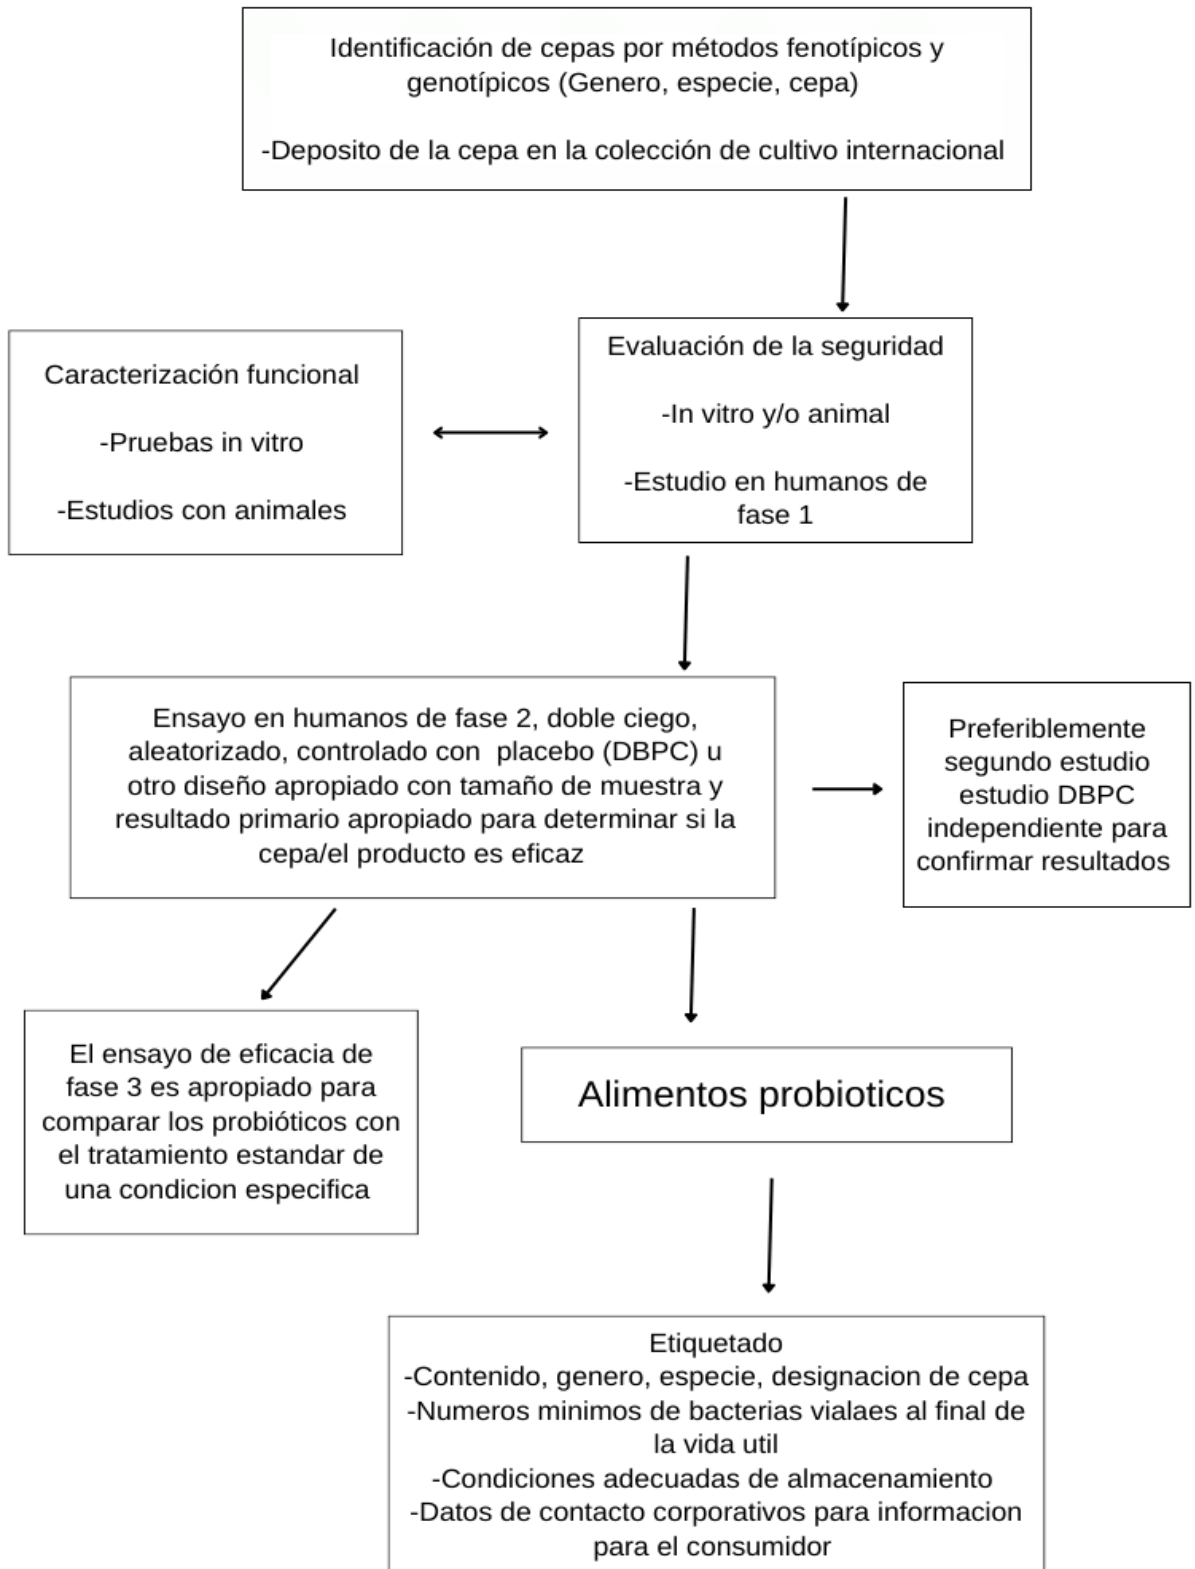 Identificación de cepas por métodos fenotípicos y
genotípicos (Genero, especie, cepa)
-Deposito de la cepa en la colección de cultivo internacional
Caracterización funcional
-Pruebas in vitro
-Estudios con animales
Evaluación de la seguridad
-In vitro y/o animal
-Estudio en humanos de
fase 1
Ensayo en humanos de fase 2, doble ciego,
aleatorizado, controlado con placebo (DBPC) u
otro diseño apropiado con tamaño de muestra y
resultado primario apropiado para determinar si la
cepa/el producto es eficaz
Preferiblemente
segundo estudio
estudio DBPC
independiente para
confirmar resultados
El ensayo de eficacia de
fase 3 es apropiado para
comparar los probióticos con
el tratamiento estandar de
una condicion especifica
Alimentos probioticos
Etiquetado
-Contenido, genero, especie, designacion de cepa
-Numeros minimos de bacterias vialaes al final de
la vida util
-Condiciones adecuadas de almacenamiento
-Datos de contacto corporativos para informacion
para el consumidor